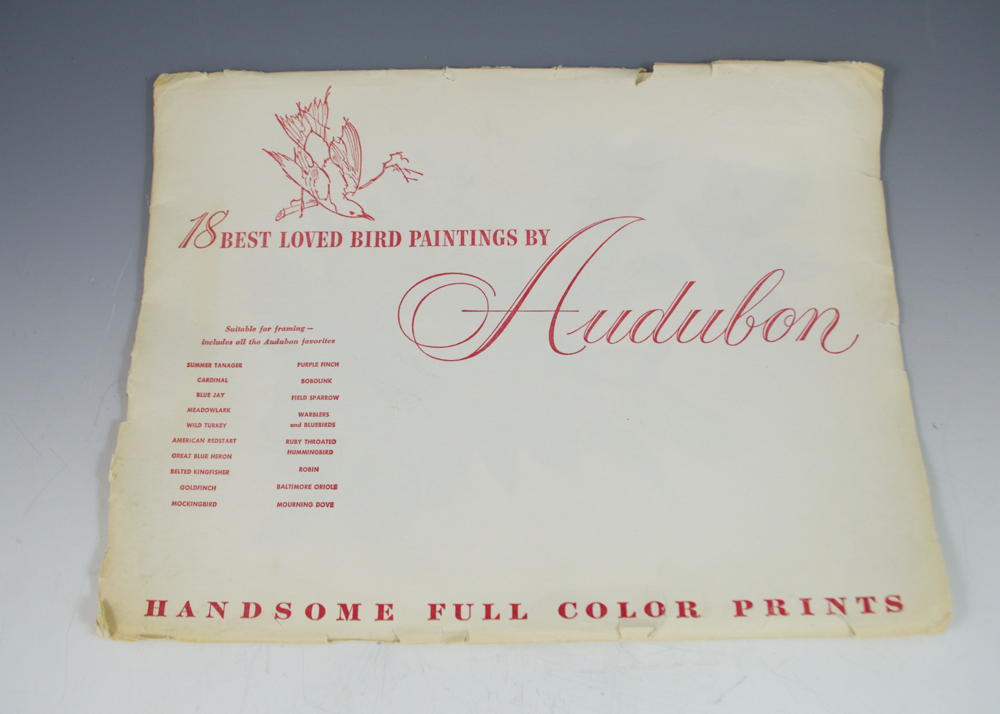 18 BEST LOVED BIRD PAINTINGS BY
Audubon
Suitable for framing —
includes all the Audubon favorites
SUMMER TANAGER
CARDINAL
BLUE JAY
MEADOWLARK
WILD TURKEY
AMERICAN REDSTART
GREAT BLUE HERON
BELTED KINGFISHER
GOLDFINCH
MOCKINGBIRD
PURPLE FINCH
BOBOLINK
FIELD SPARROW
WARBLERS
and BLUEBIRDS
RUBY THROATED
HUMMINGBIRD
ROBIN
BALTIMORE ORIOLE
MOURNING DOVE
HANDSOME FULL COLOR PRINTS